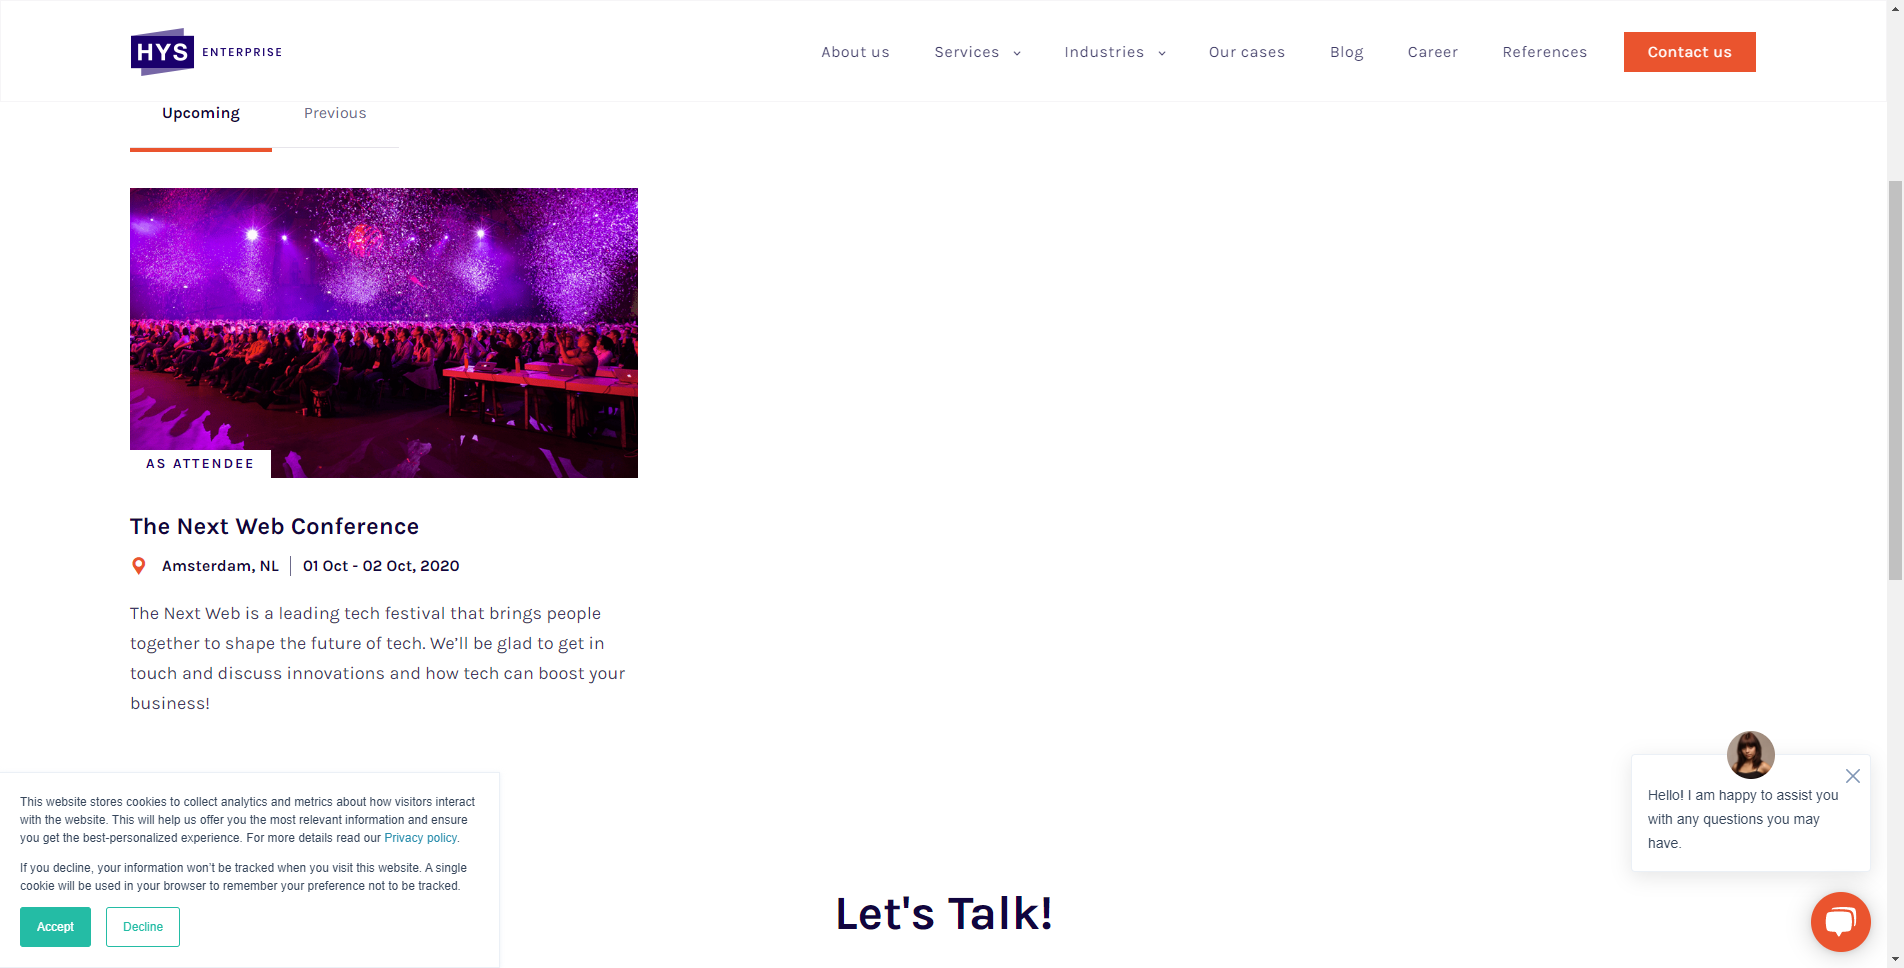 HYS ENTERPRISE
About us
Services
Industries
Our cases
Blog
Career
References
Contact us
Upcoming
Previous
AS ATTENDEE
The Next Web Conference
Amsterdam, NL
01 Oct - 02 Oct, 2020
The Next Web is a leading tech festival that brings people
together to shape the future of tech. We’ll be glad to get in
touch and discuss innovations and how tech can boost your
business!
This website stores cookies to collect analytics and metrics about how visitors interact
with the website. This will help us offer you the most relevant information and ensure
you get the best-personalized experience. For more details read our Privacy policy.
If you decline, your information won’t be tracked when you visit this website. A single
cookie will be used in your browser to remember your preference not to be tracked.
Accept
Decline
Hello! I am happy to assist you
with any questions you may
have.
Let's Talk!